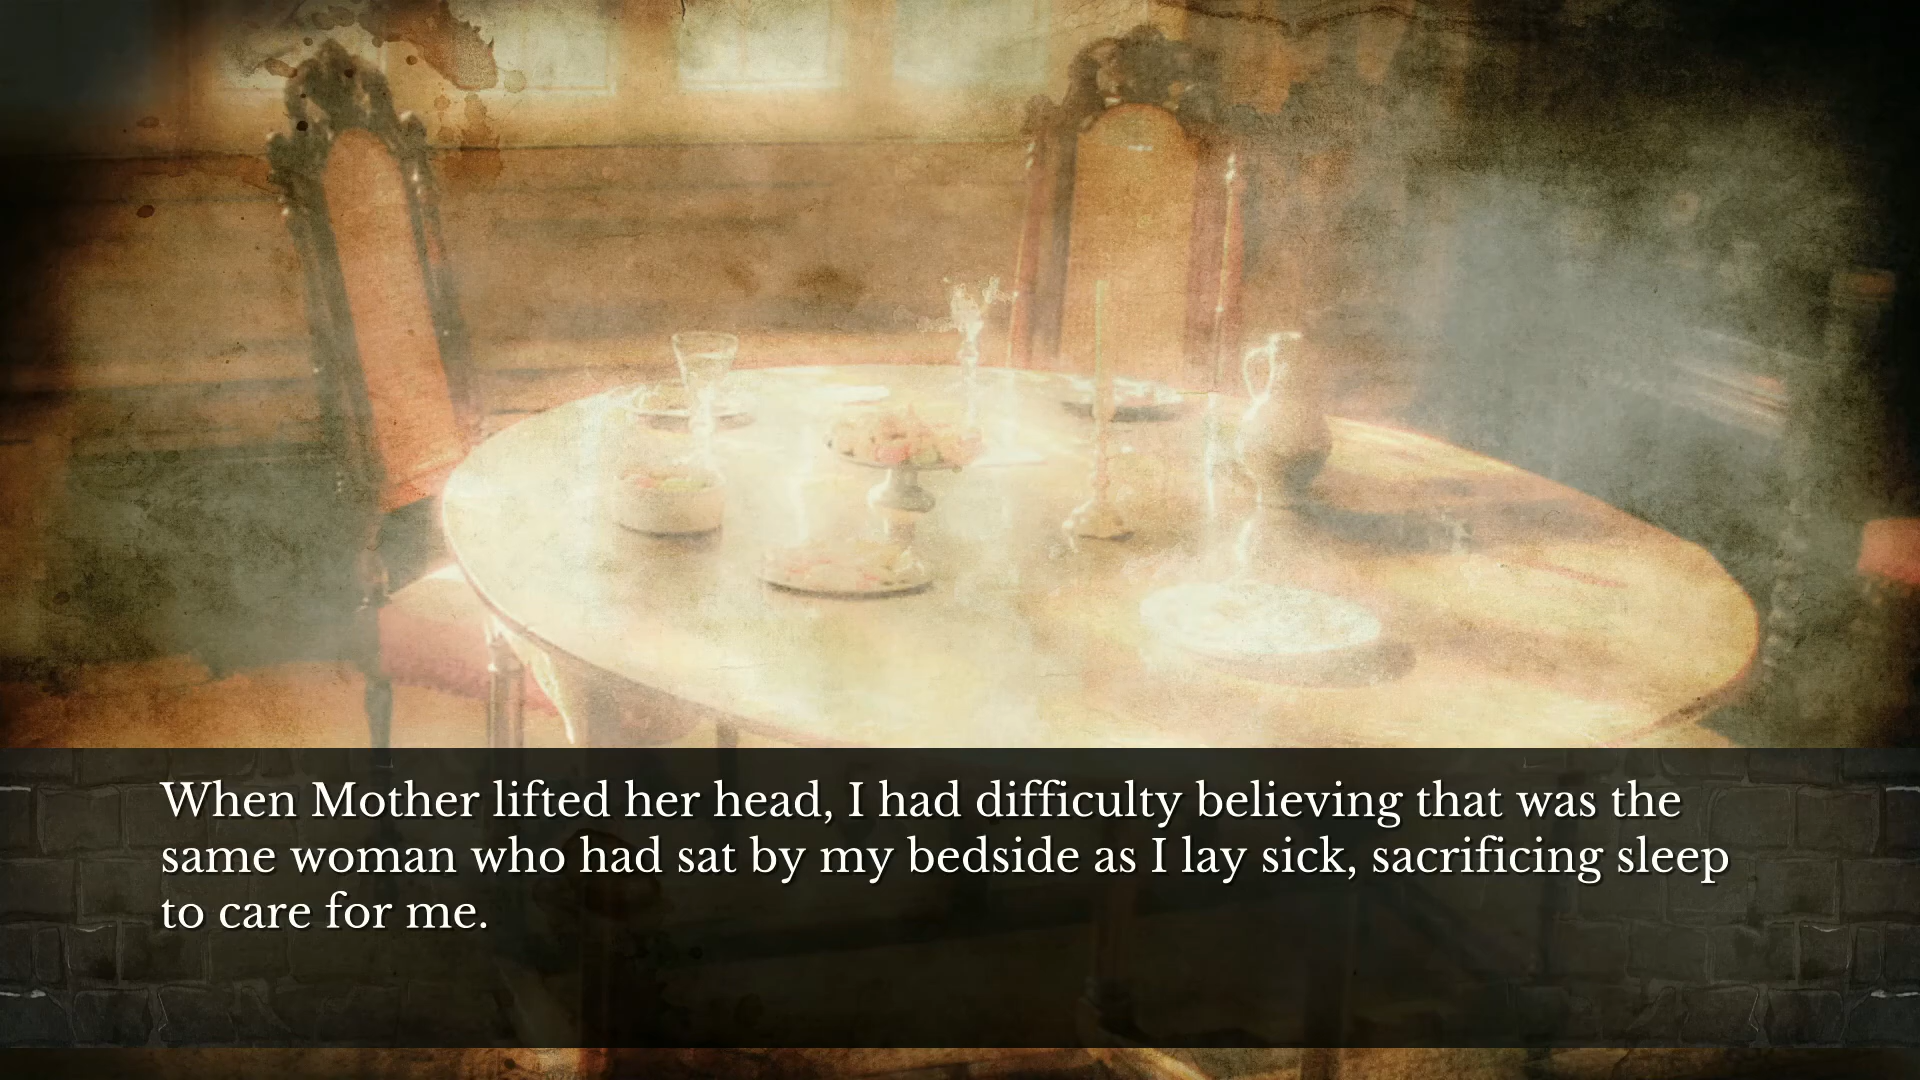 When Mother lifted her head, I had difficulty believing that was the
same woman who had sat by my bedside as I lay sick, sacrificing sleep
to care for me.